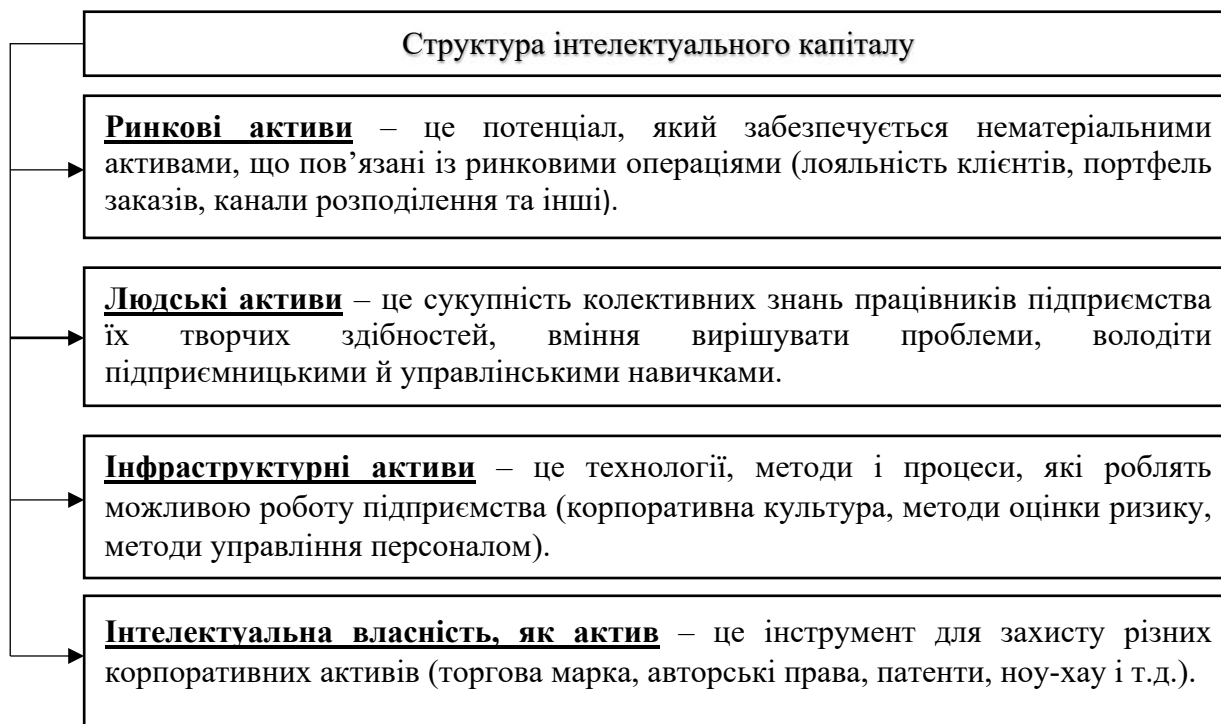 Структура інтелектуального капіталу
Ринкові активи – це потенціал, який забезпечується нематеріальними
активами, що пов’язані із ринковими операціями (лояльність клієнтів, портфель
заказів, канали розподілення та інші).
Людські активи – це сукупність колективних знань працівників підприємства
їх творчих здібностей, вміння вирішувати проблеми, володіти
підприємницькими й управлінськими навичками.
Інфраструктурні активи – це технології, методи і процеси, які роблять
можливою роботу підприємства (корпоративна культура, методи оцінки ризику,
методи управління персоналом).
Інтелектуальна власність, як актив – це інструмент для захисту різних
корпоративних активів (торгова марка, авторські права, патенти, ноу-хау і т.д.).